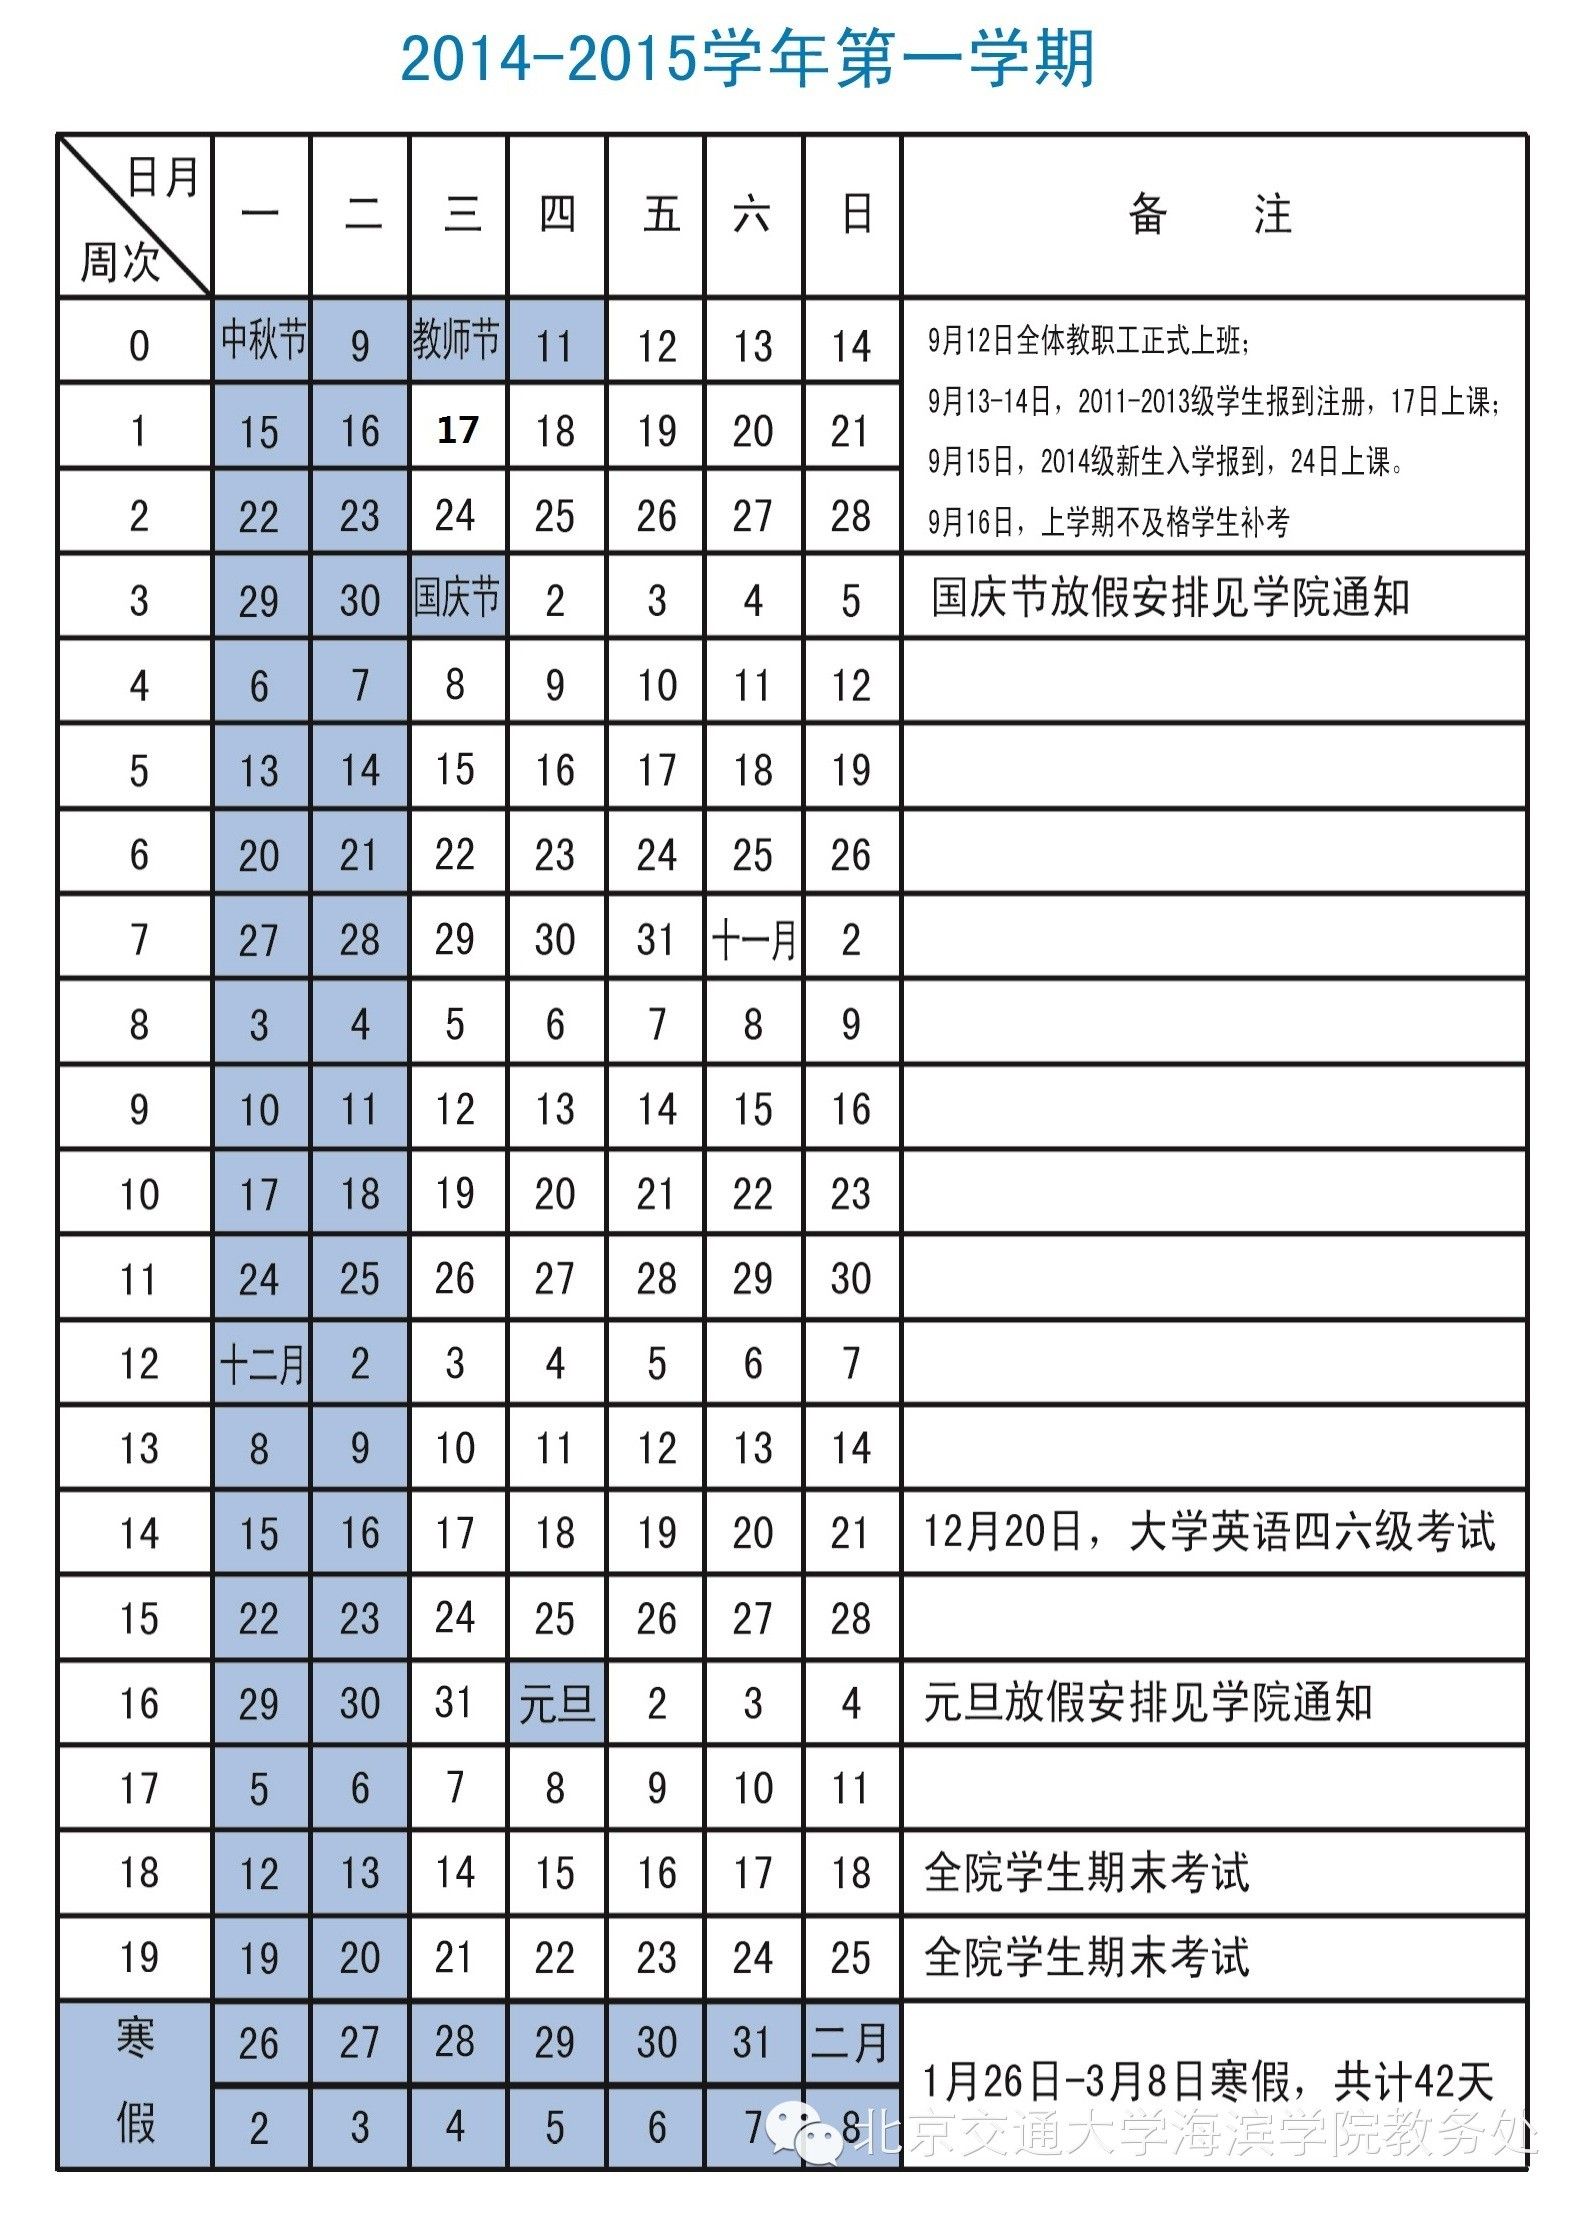 2014-2015学年第一学期
日月
周次
一 二 三 四 五 六 日 备 注
0 中秋节 9 教师节 11 12 13 14 9月12日全体教职工正式上班;
9月13-14日，2011-2013级学生报到注册，17日上课;
1 15 16 17 18 19 20 21
9月15日，2014级新生入学报到，24日上课。
2 22 23 24 25 26 27 28 9月16日，上学期不及格学生补考
3 29 30 国庆节 2 3 4 5 国庆节放假安排见学院通知
4 6 7 8 9 10 11 12
5 13 14 15 16 17 18 19
6 20 21 22 23 24 25 26
7 27 28 29 30 31 十一月 2
8 3 4 5 6 7 8 9
9 10 11 12 13 14 15 16
10 17 18 19 20 21 22 23
11 24 25 26 27 28 29 30
12 十二月 2 3 4 5 6 7
13 8 9 10 11 12 13 14
14 15 16 17 18 19 20 21 12月20日，大学英语四六级考试
15 22 23 24 25 26 27 28
16 29 30 31 元旦 2 3 4 元旦放假安排见学院通知
17 5 6 7 8 9 10 11
18 12 13 14 15 16 17 18 全院学生期末考试
19 19 20 21 22 23 24 25 全院学生期末考试
寒假 26 27 28 29 30 31 二月 1月26日-3月8日寒假，共计42天
2 3 4 5 6 7 8
北京交通大学海滨学院教务处